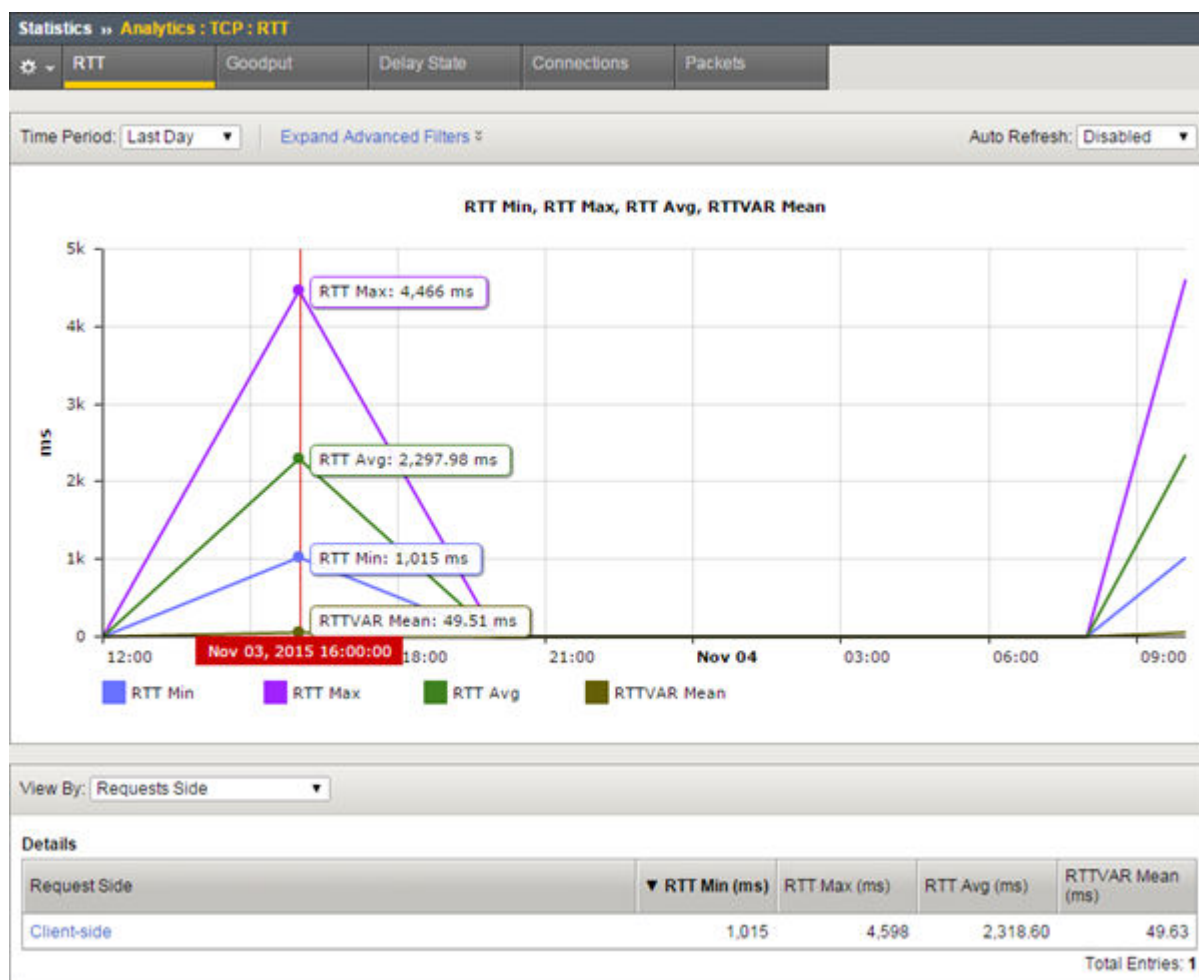 Statistics ›› Analytics : TCP : RTT
RTT Goodput Delay State Connections Packets
Time Period: Last Day Expand Advanced Filters Auto Refresh: Disabled
RTT Min, RTT Max, RTT Avg, RTTVAR Mean
5k
RTT Max: 4,466 ms
4k
3k
ms
RTT Avg: 2,297.98 ms
2k
1k
RTT Min: 1,015 ms
RTTVAR Mean: 49.51 ms
0
12:00 Nov 03, 2015 16:00:00 18:00 21:00 Nov 04 03:00 06:00 09:00
RTT Min RTT Max RTT Avg RTTVAR Mean
View By: Requests Side
Details
Request Side ▼ RTT Min (ms) RTT Max (ms) RTT Avg (ms) RTTVAR Mean (ms)
Client-side 1,015 4,598 2,318.60 49.63
Total Entries: 1